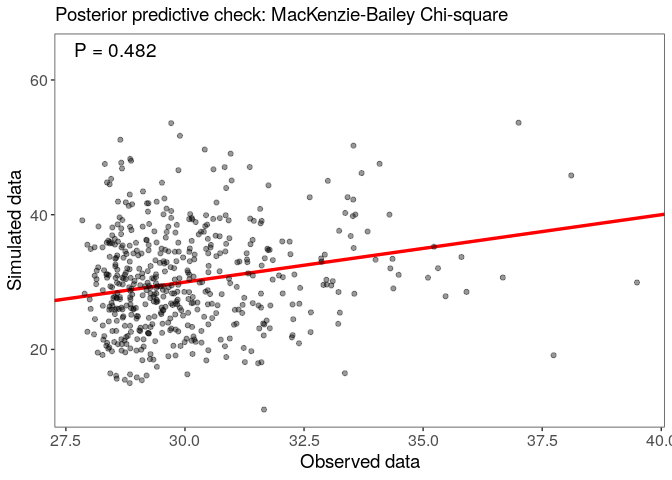 Posterior predictive check: MacKenzie-Bailey Chi-square
P = 0.482
60
40
20
Simulated data
27.5 30.0 32.5 35.0 37.5 40.0
Observed data